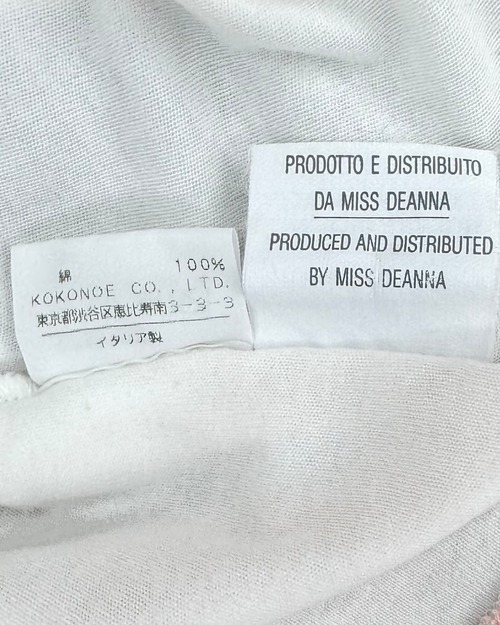 綿 100%
KOKONOE CO., LTD.
東京都渋谷区恵比寿南3-3-3
イタリア製
PRODOTTO E DISTRIBUITO
DA MISS DEANNA
PRODUCED AND DISTRIBUTED
BY MISS DEANNA